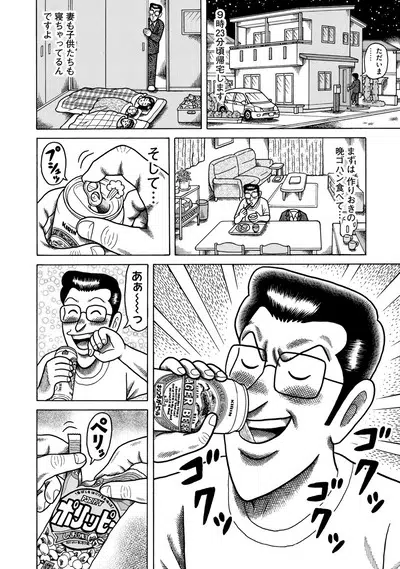 ただいま
…
9時23分頃帰宅します
妻も子供たちも
寝ちゃってるん
ですよ
まずは作りおきの
晩ゴハン食べて…
そして…
プシュッ
KIRIN
LAGER BEER
ゴクッ
ゴクッ
ゴクッ
ああ〜〜〜っ
ペリッ
ポリッピー